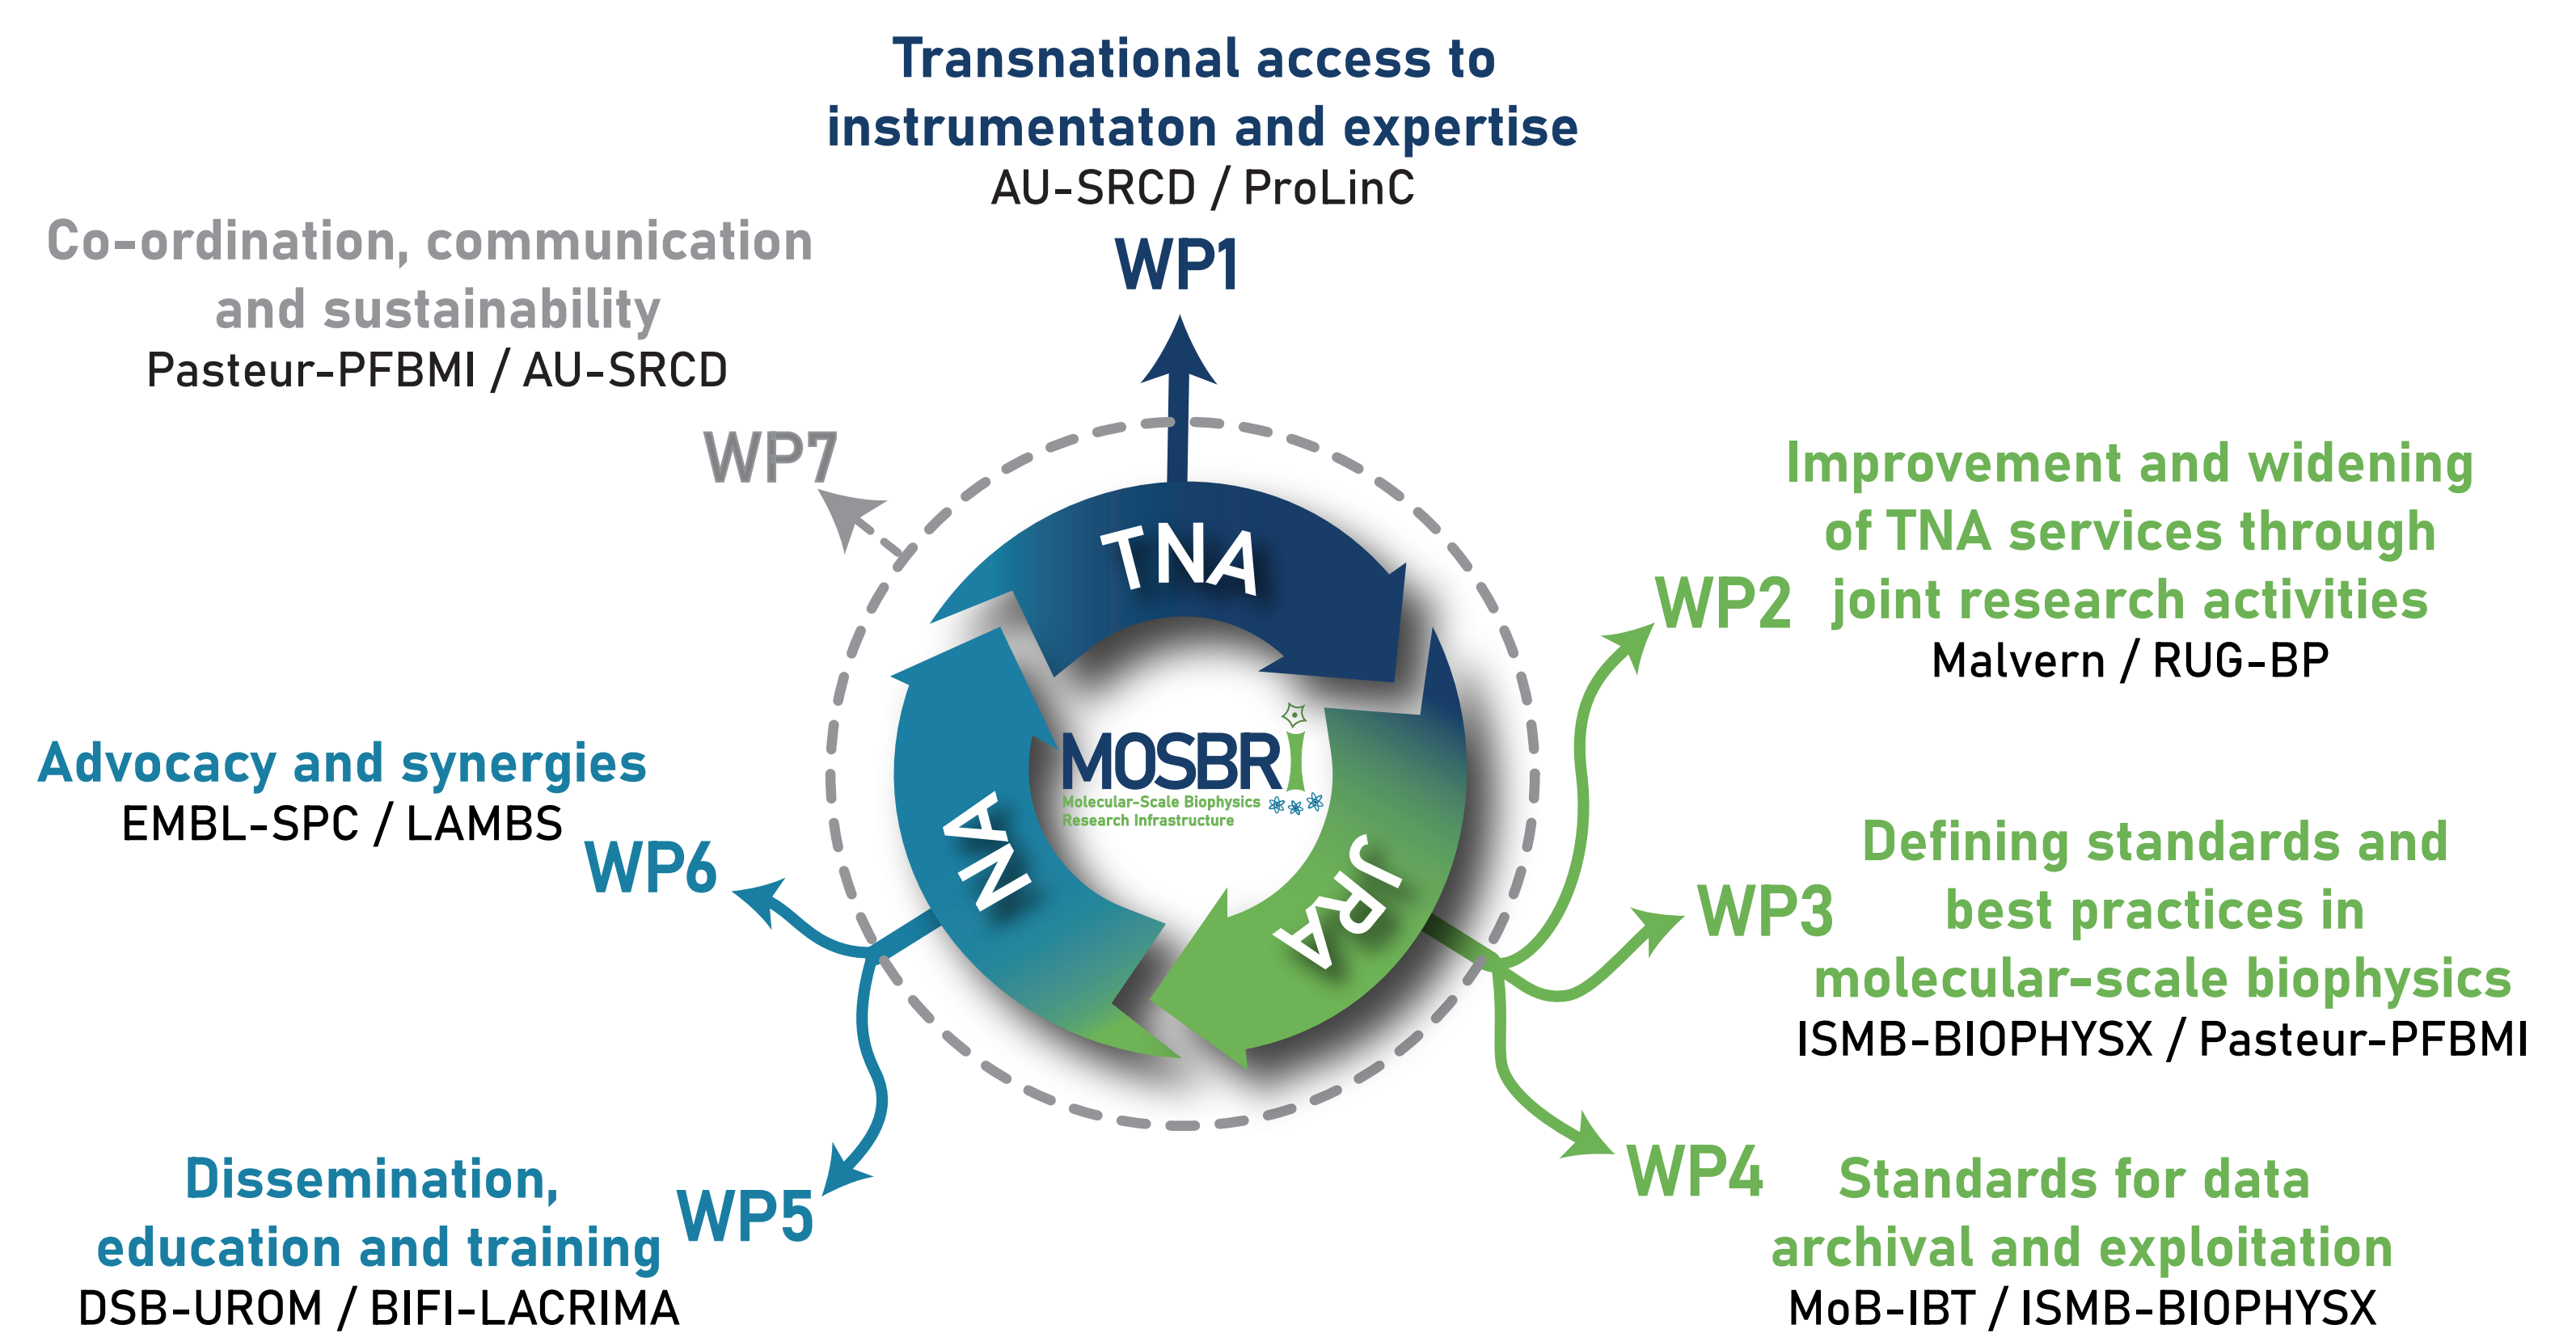 Transnational access to
instrumentaton and expertise
AU-SRCD / ProLinC
WP1
Co-ordination, communication
and sustainability
Pasteur-PFBMI / AU-SRCD
WP7
Improvement and widening
of TNA services through
joint research activities
WP2
Malvern / RUG-BP
TNA
JRA
NA
MOSBRI
Molecular-Scale Biophysics
Research Infrastructure
Advocacy and synergies
EMBL-SPC / LAMBS
WP6
Defining standards and
best practices in
molecular-scale biophysics
WP3
ISMB-BIOPHYSX / Pasteur-PFBMI
Dissemination,
education and training
WP5
DSB-UROM / BIFI-LACRIMA
WP4
Standards for data
archival and exploitation
MoB-IBT / ISMB-BIOPHYSX